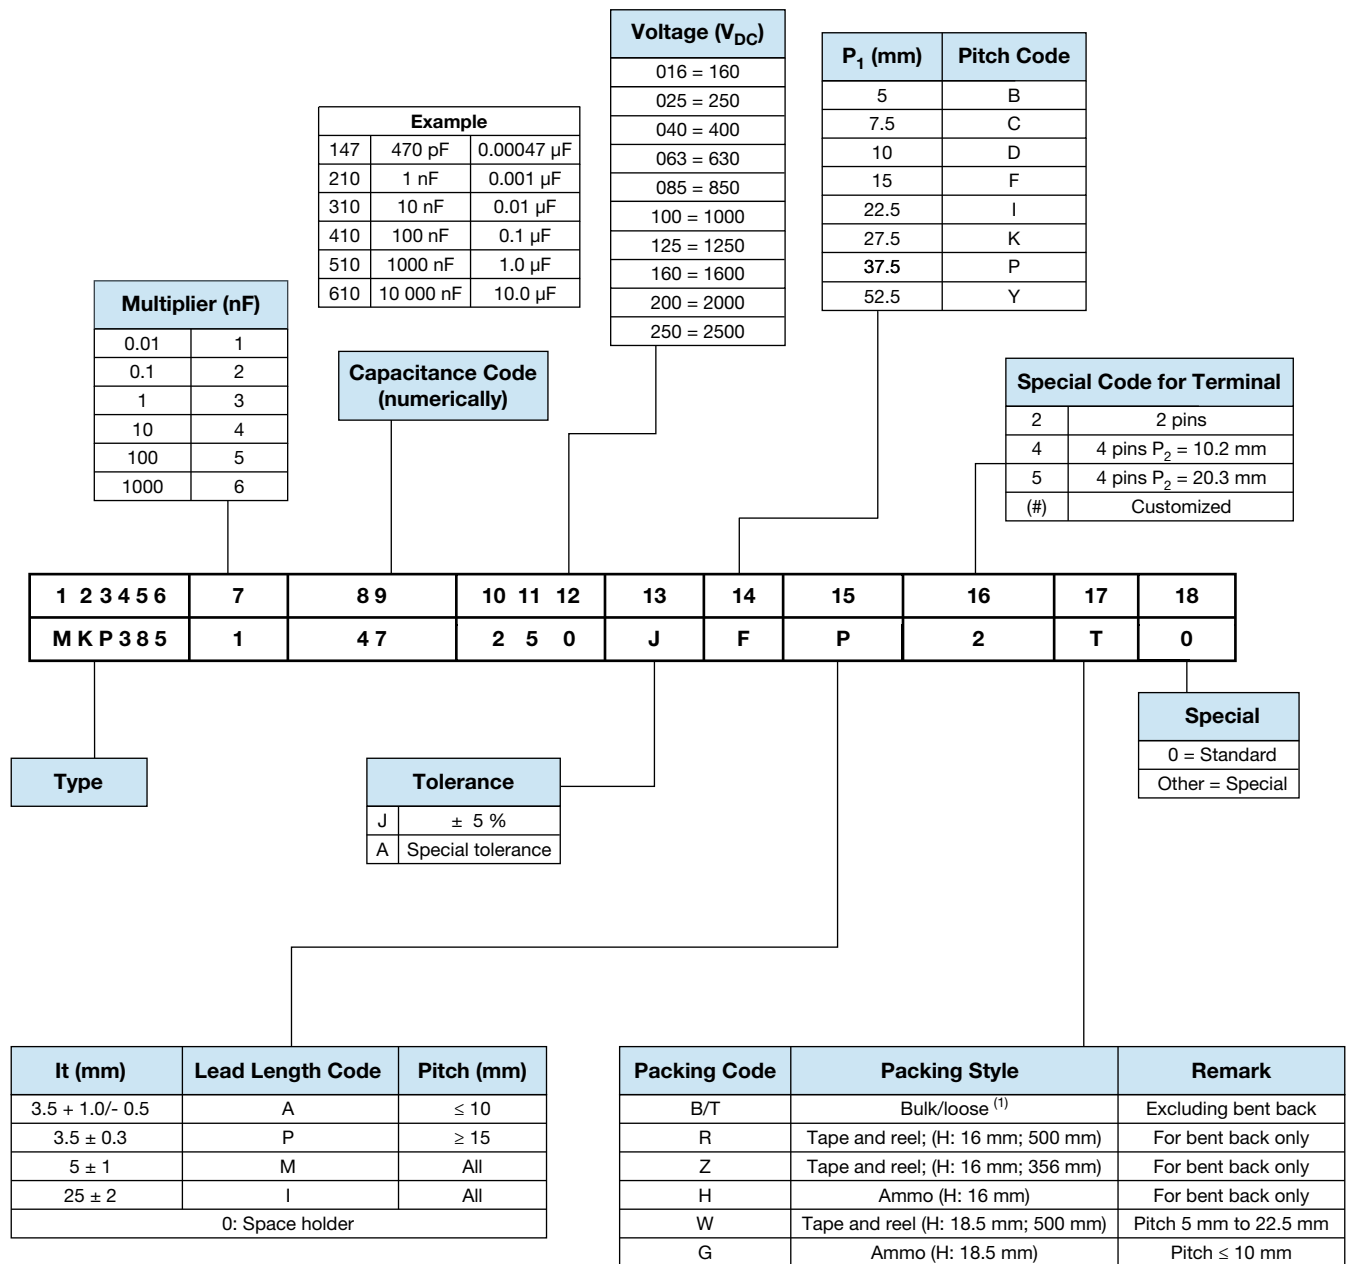 Voltage (VDC)
016 = 160
025 = 250
040 = 400
063 = 630
085 = 850
100 = 1000
125 = 1250
160 = 1600
200 = 2000
250 = 2500
P1 (mm) Pitch Code
5 B
7.5 C
10 D
15 F
22.5 I
27.5 K
37.5 P
52.5 Y
Example
147 470 pF 0.00047 µF
210 1 nF 0.001 µF
310 10 nF 0.01 µF
410 100 nF 0.1 µF
510 1000 nF 1.0 µF
610 10 000 nF 10.0 µF
Multiplier (nF)
0.01 1
0.1 2
1 3
10 4
100 5
1000 6
Capacitance Code
(numerically)
Special Code for Terminal
2 2 pins
4 4 pins P2 = 10.2 mm
5 4 pins P2 = 20.3 mm
(#) Customized
1 2 3 4 5 6 7 8 9 10 11 12 13 14 15 16 17 18
M K P 3 8 5 1 4 7 2 5 0 J F P 2 T 0
Type
Tolerance
J ± 5 %
A Special tolerance
Special
0 = Standard
Other = Special
It (mm) Lead Length Code Pitch (mm)
3.5 + 1.0/- 0.5 A ≤ 10
3.5 ± 0.3 P ≥ 15
5 ± 1 M All
25 ± 2 I All
0: Space holder
Packing Code Packing Style Remark
B/T Bulk/loose (1) Excluding bent back
R Tape and reel; (H: 16 mm; 500 mm) For bent back only
Z Tape and reel; (H: 16 mm; 356 mm) For bent back only
H Ammo (H: 16 mm) For bent back only
W Tape and reel (H: 18.5 mm; 500 mm) Pitch 5 mm to 22.5 mm
G Ammo (H: 18.5 mm) Pitch ≤ 10 mm